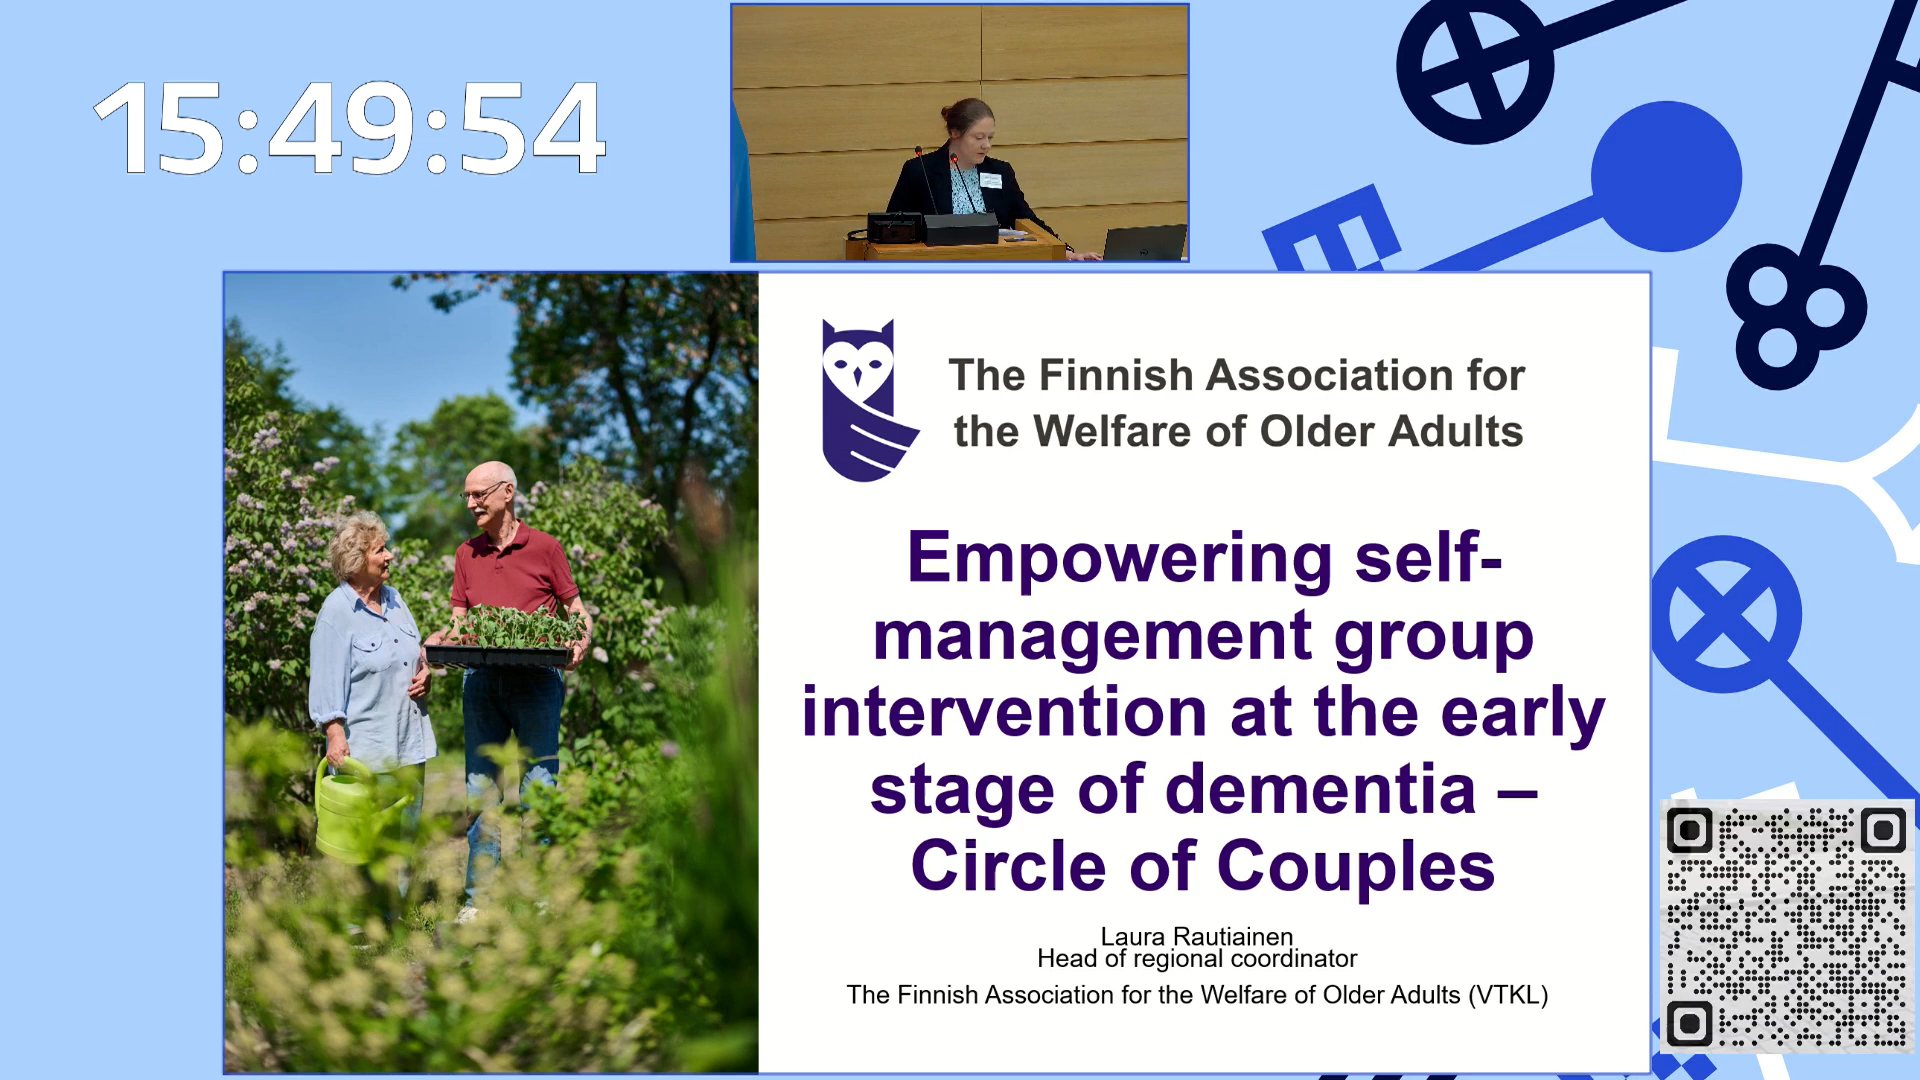 15:49:54
The Finnish Association for
the Welfare of Older Adults
Empowering self-
management group
intervention at the early
stage of dementia –
Circle of Couples
Laura Rautiainen
Head of regional coordinator
The Finnish Association for the Welfare of Older Adults (VTKL)